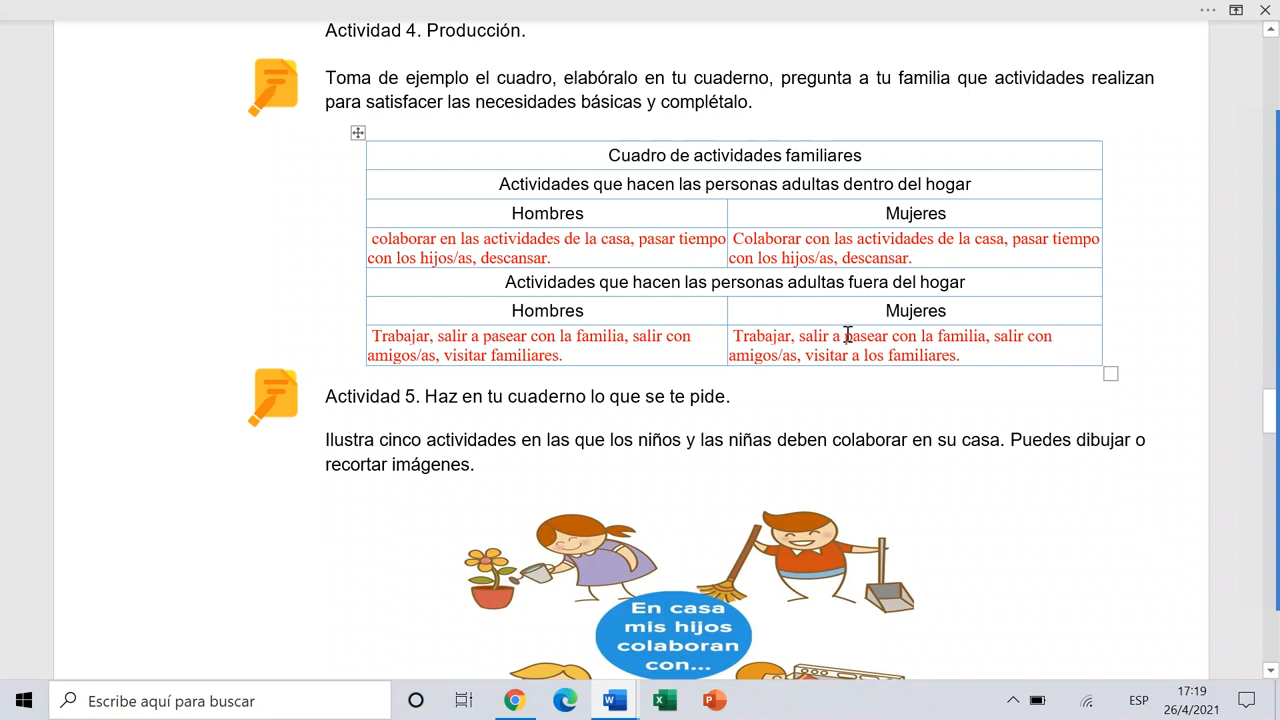 Actividad 4. Producción.
Toma de ejemplo el cuadro, elabóralo en tu cuaderno, pregunta a tu familia que actividades realizan
para satisfacer las necesidades básicas y complétalo.
Cuadro de actividades familiares
Actividades que hacen las personas adultas dentro del hogar
Hombres
Mujeres
colaborar en las actividades de la casa, pasar tiempo
con los hijos/as, descansar.
Colaborar con las actividades de la casa, pasar tiempo
con los hijos/as, descansar.
Actividades que hacen las personas adultas fuera del hogar
Hombres
Mujeres
Trabajar, salir a pasear con la familia, salir con
amigos/as, visitar familiares.
Trabajar, salir a pasear con la familia, salir con
amigos/as, visitar a los familiares.
Actividad 5. Haz en tu cuaderno lo que se te pide.
Ilustra cinco actividades en las que los niños y las niñas deben colaborar en su casa. Puedes dibujar o
recortar imágenes.
En casa
mis hijos
colaboran
con...
Escribe aquí para buscar
ESP
17:19
26/4/2021